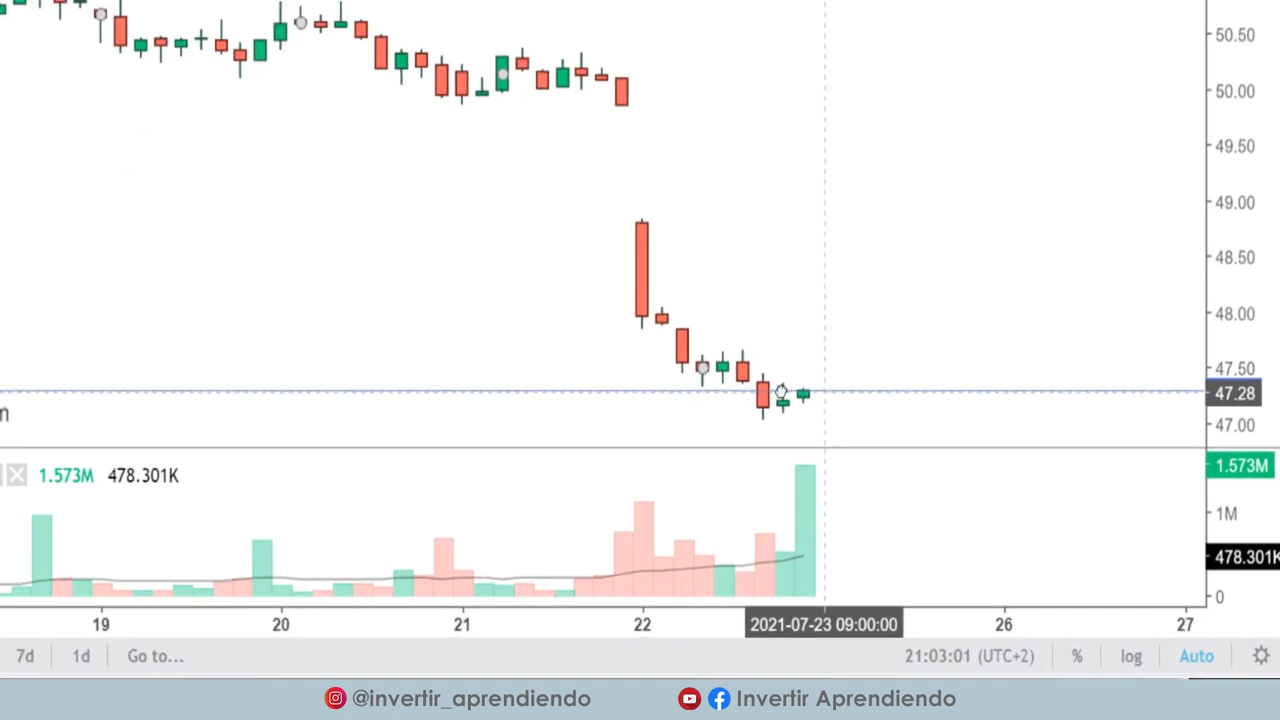 50.50
50.00
49.50
49.00
48.50
48.00
47.50
47.28
47.00
m
1.573M 478.301K
1.573M
1M
478.301K
0
19 20 21 22 2021-07-23 09:00:00 26 27
7d 1d Go to... 21:03:01 (UTC+2) % log Auto
@invertir_aprendiendo Invertir Aprendiendo